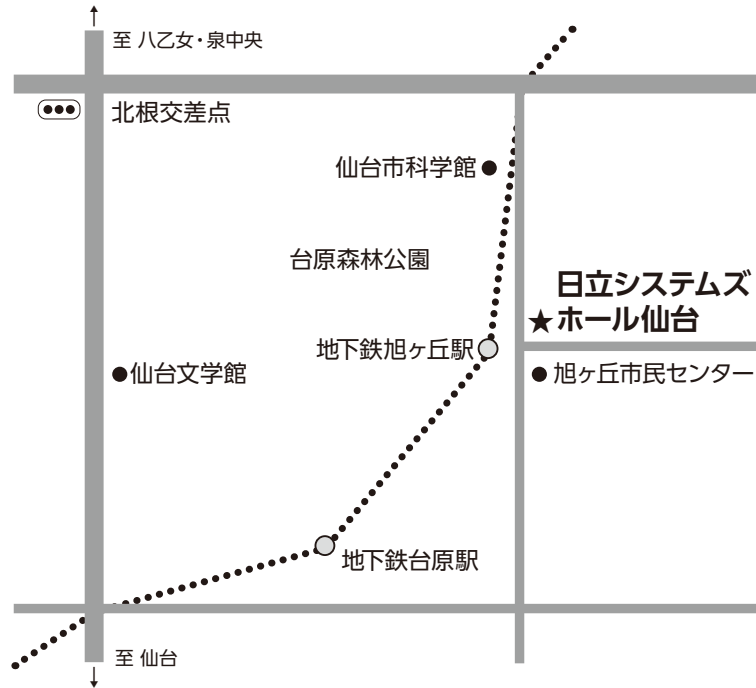 至 八乙女・泉中央
北根交差点
仙台市科学館
台原森林公園
日立システムズ
★ホール仙台
地下鉄旭ヶ丘駅
仙台文学館
旭ヶ丘市民センター
地下鉄台原駅
至 仙台